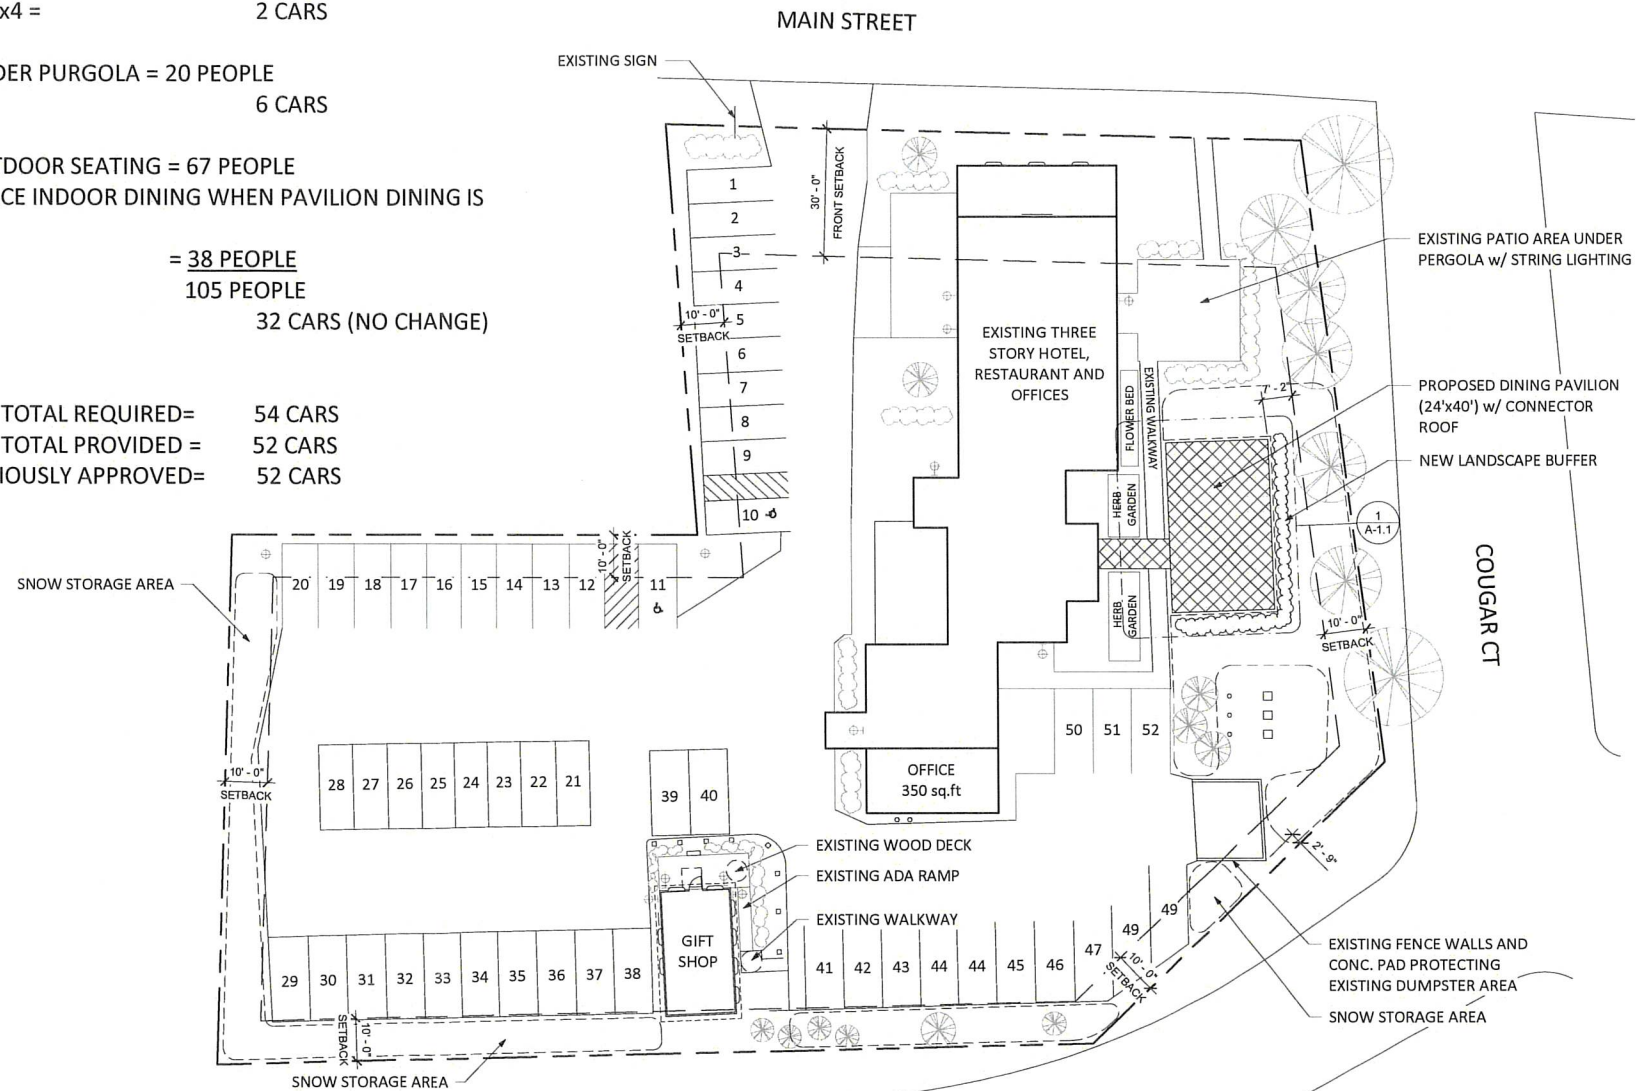 x4 = 2 CARS
DER PURGOLA = 20 PEOPLE
6 CARS
TDOOR SEATING = 67 PEOPLE
CE INDOOR DINING WHEN PAVILION DINING IS
= 38 PEOPLE
105 PEOPLE
32 CARS (NO CHANGE)
TOTAL REQUIRED= 54 CARS
TOTAL PROVIDED = 52 CARS
IOUSLY APPROVED= 52 CARS
MAIN STREET
EXISTING SIGN
30'-0"
FRONT SETBACK
1
2
3
4
10'-0"
SETBACK
5
6
7
8
9
10
EXISTING THREE
STORY HOTEL,
RESTAURANT AND
OFFICES
FLOWER BED
EXISTING WALKWAY
HERB
GARDEN
HERB
GARDEN
7'-2"
EXISTING PATIO AREA UNDER
PERGOLA w/ STRING LIGHTING
PROPOSED DINING PAVILION
(24'x40') w/ CONNECTOR
ROOF
NEW LANDSCAPE BUFFER
1
A-1.1
COUGAR CT
10'-0"
SETBACK
SNOW STORAGE AREA
20 19 18 17 16 15 14 13 12
10'-0"
SETBACK
11
10'-0"
SETBACK
28 27 26 25 24 23 22 21
39 40
50 51 52
OFFICE
350 sq.ft
EXISTING WOOD DECK
EXISTING ADA RAMP
EXISTING WALKWAY
GIFT
SHOP
29 30 31 32 33 34 35 36 37 38
41 42 43 44 44 45 46 47 49 49
10'-0"
SETBACK
2'-9"
EXISTING FENCE WALLS AND
CONC. PAD PROTECTING
EXISTING DUMPSTER AREA
SNOW STORAGE AREA
SETBACK
10'-0"
SNOW STORAGE AREA